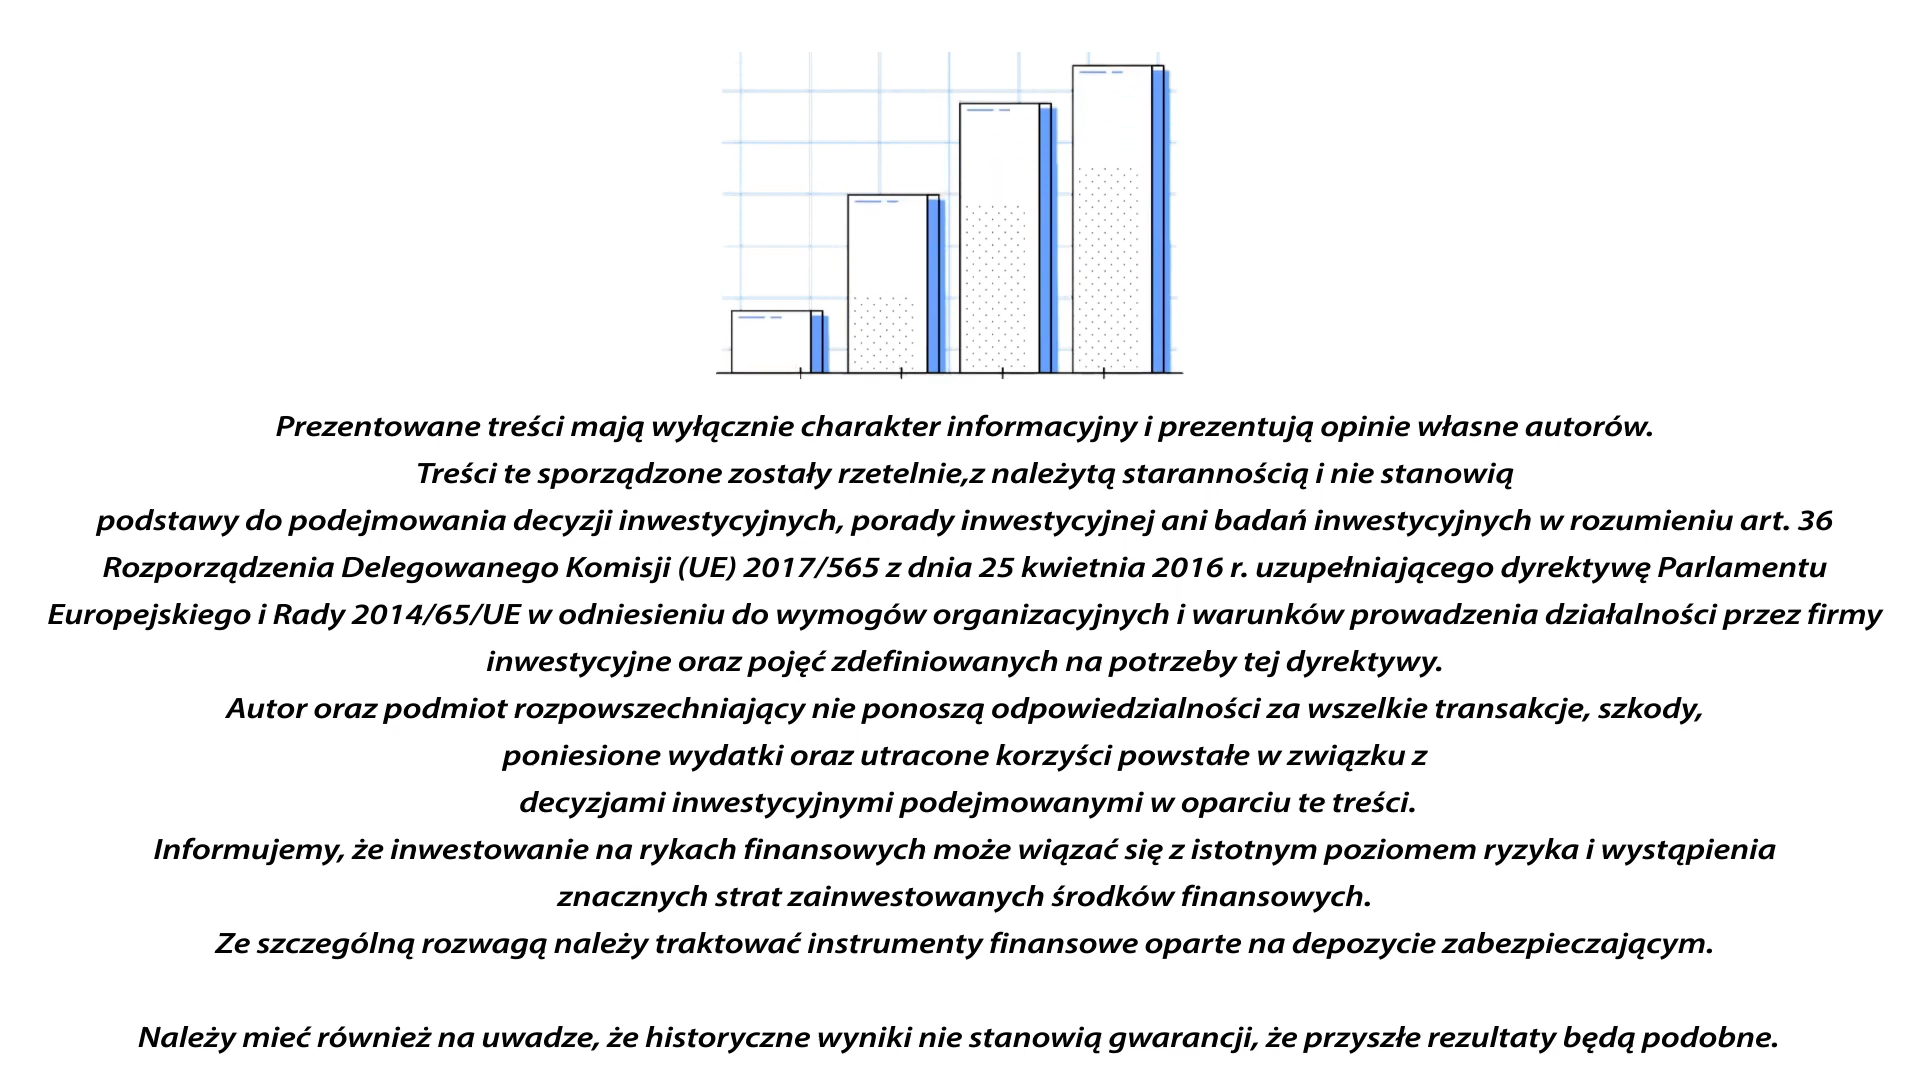 Prezentowane treści mają wyłącznie charakter informacyjny i prezentują opinie własne autorów.
Treści te sporządzone zostały rzetelnie,z należytą starannością i nie stanowią
podstawy do podejmowania decyzji inwestycyjnych, porady inwestycyjnej ani badań inwestycyjnych w rozumieniu art. 36
Rozporządzenia Delegowanego Komisji (UE) 2017/565 z dnia 25 kwietnia 2016 r. uzupełniającego dyrektywę Parlamentu
Europejskiego i Rady 2014/65/UE w odniesieniu do wymogów organizacyjnych i warunków prowadzenia działalności przez firmy
inwestycyjne oraz pojęć zdefiniowanych na potrzeby tej dyrektywy.
Autor oraz podmiot rozpowszechniający nie ponoszą odpowiedzialności za wszelkie transakcje, szkody,
poniesione wydatki oraz utracone korzyści powstałe w związku z
decyzjami inwestycyjnymi podejmowanymi w oparciu te treści.
Informujemy, że inwestowanie na rykach finansowych może wiązać się z istotnym poziomem ryzyka i wystąpienia
znacznych strat zainwestowanych środków finansowych.
Ze szczególną rozwagą należy traktować instrumenty finansowe oparte na depozycie zabezpieczającym.
Należy mieć również na uwadze, że historyczne wyniki nie stanowią gwarancji, że przyszłe rezultaty będą podobne.